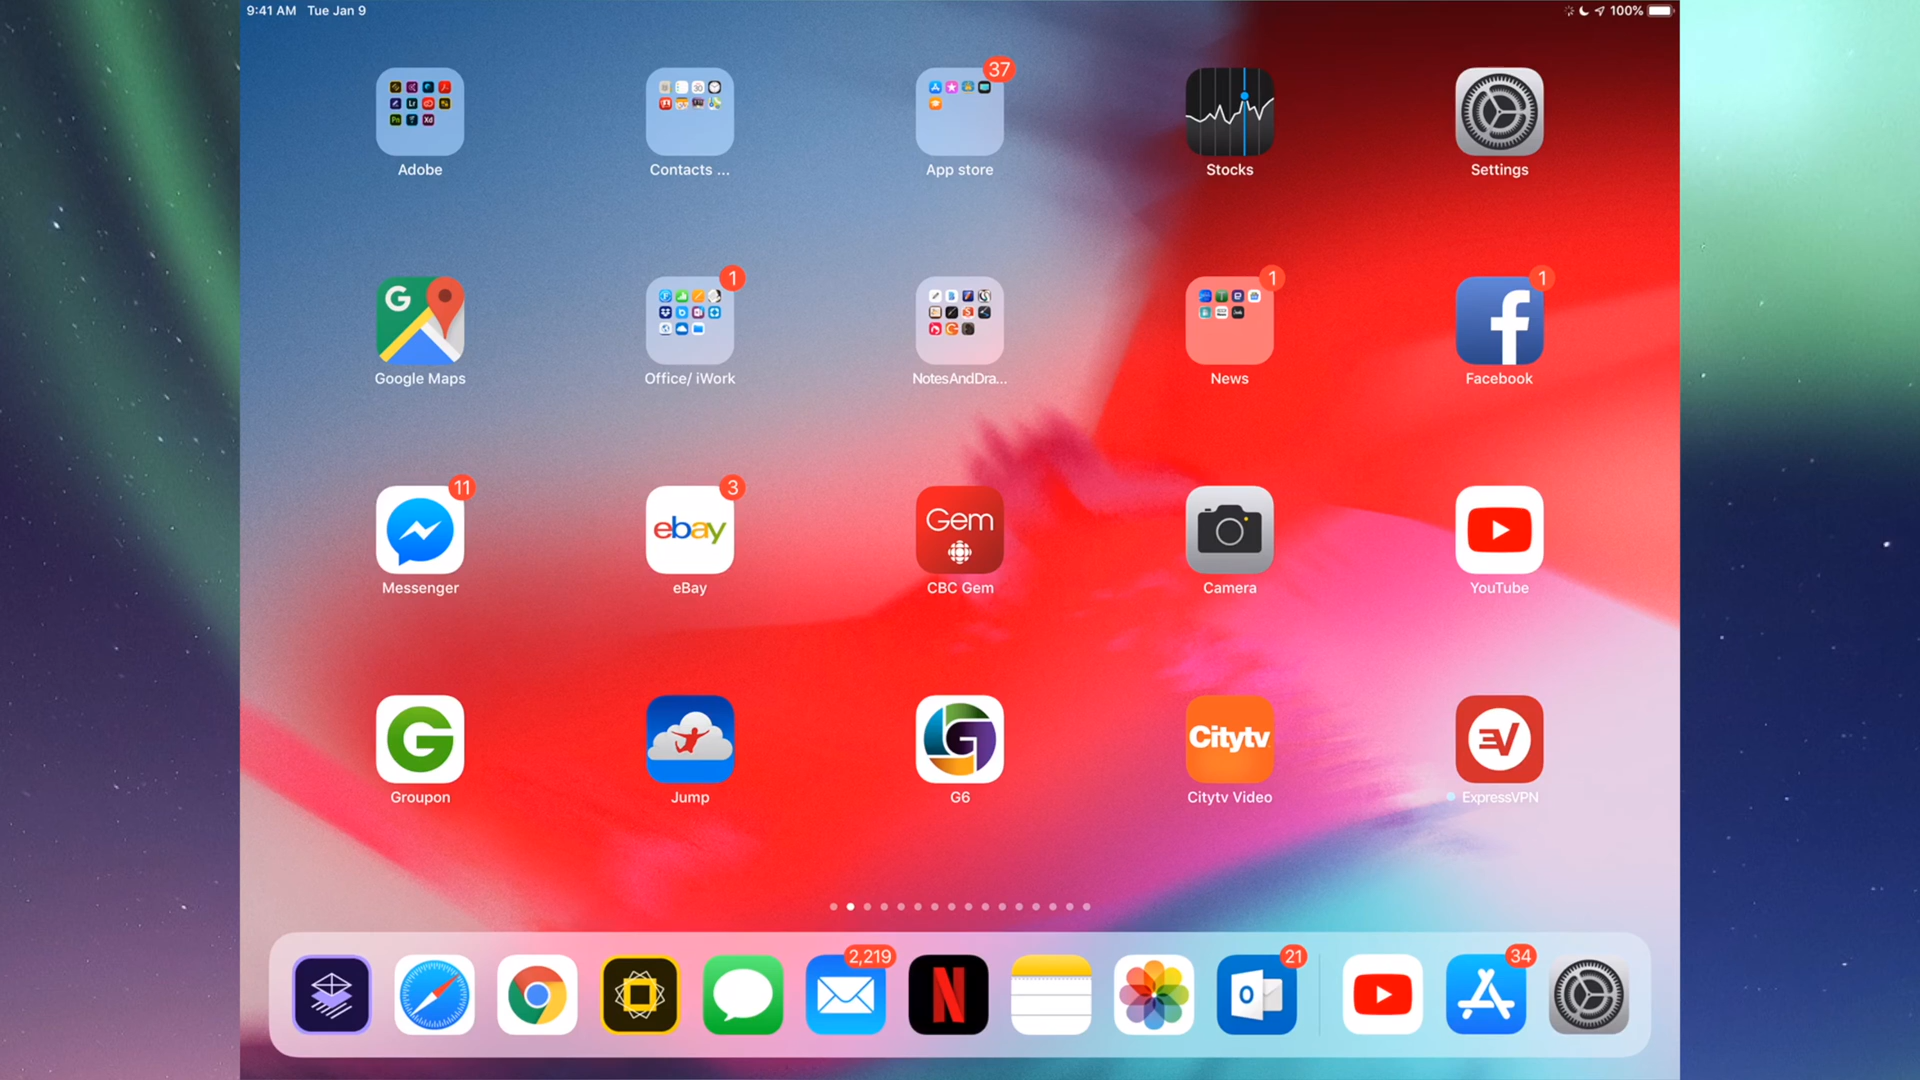 9:41 AM Tue Jan 9
100%
37
Adobe
Contacts ...
App store
Stocks
Settings
1
1
1
Google Maps
Office/ iWork
NotesAndDra...
News
Facebook
11
3
ebay
Gem
Messenger
eBay
CBC Gem
Camera
YouTube
Citytv
Groupon
Jump
G6
Citytv Video
ExpressVPN
2,219
21
34